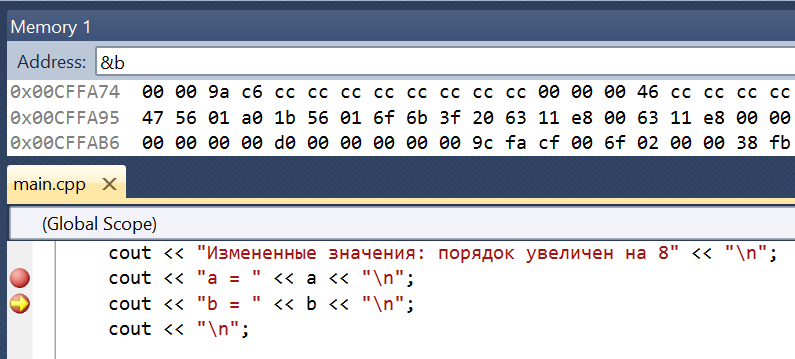 Memory 1
Address: &b
0x00CFFA74 00 00 9a c6 cc cc cc cc cc cc cc cc 00 00 00 46 cc cc cc cc
0x00CFFA95 47 56 01 a0 1b 56 01 6f 6b 3f 20 63 11 e8 00 63 11 e8 00 00
0x00CFFAB6 00 00 00 00 d0 00 00 00 00 00 9c fa cf 00 6f 02 00 00 38 fb
main.cpp
(Global Scope)
cout << "Измененные значения: порядок увеличен на 8" << "\n";
cout << "a = " << a << "\n";
cout << "b = " << b << "\n";
cout << "\n";